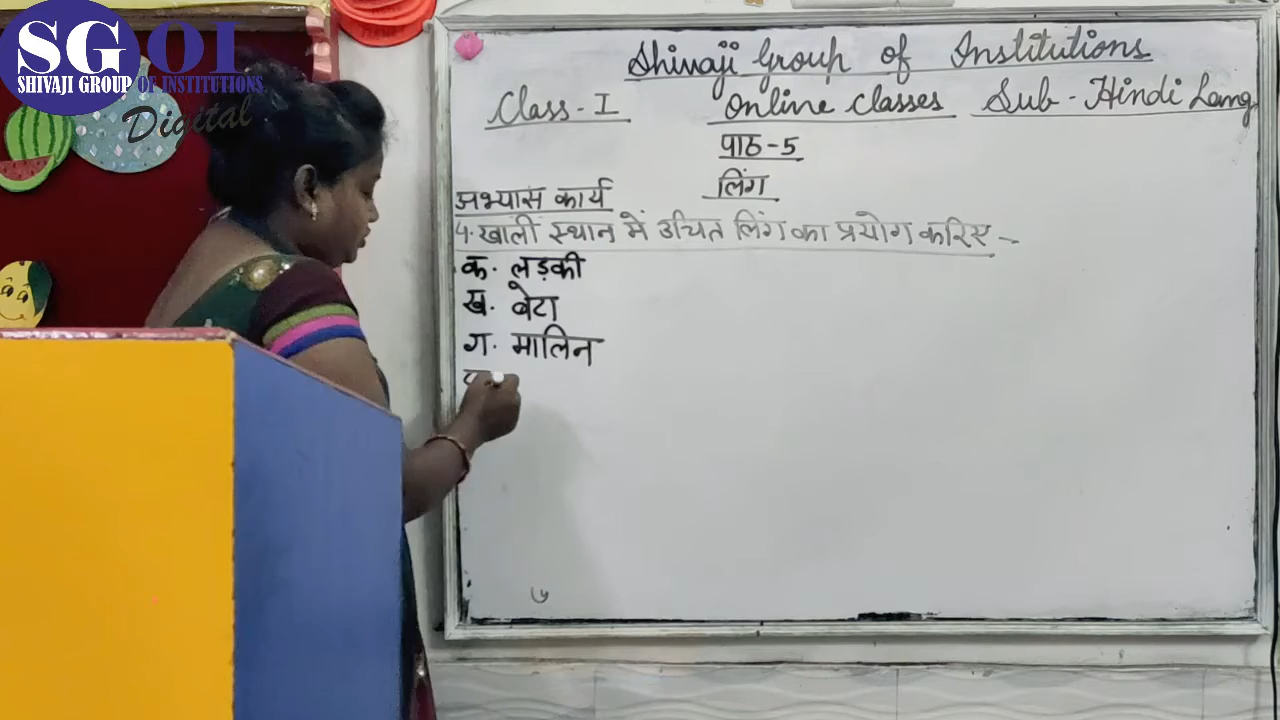 SGOI
SHIVAJI GROUP OF INSTITUTIONS
Digital
Shivaji Group of Institutions
Class - I Online Classes Sub - Hindi Lang
पाठ - 5
लिंग
अभ्यास कार्य
4. खाली स्थान में उचित लिंग का प्रयोग करिए -
क. लड़की
ख. बेटा
ग. मालिन